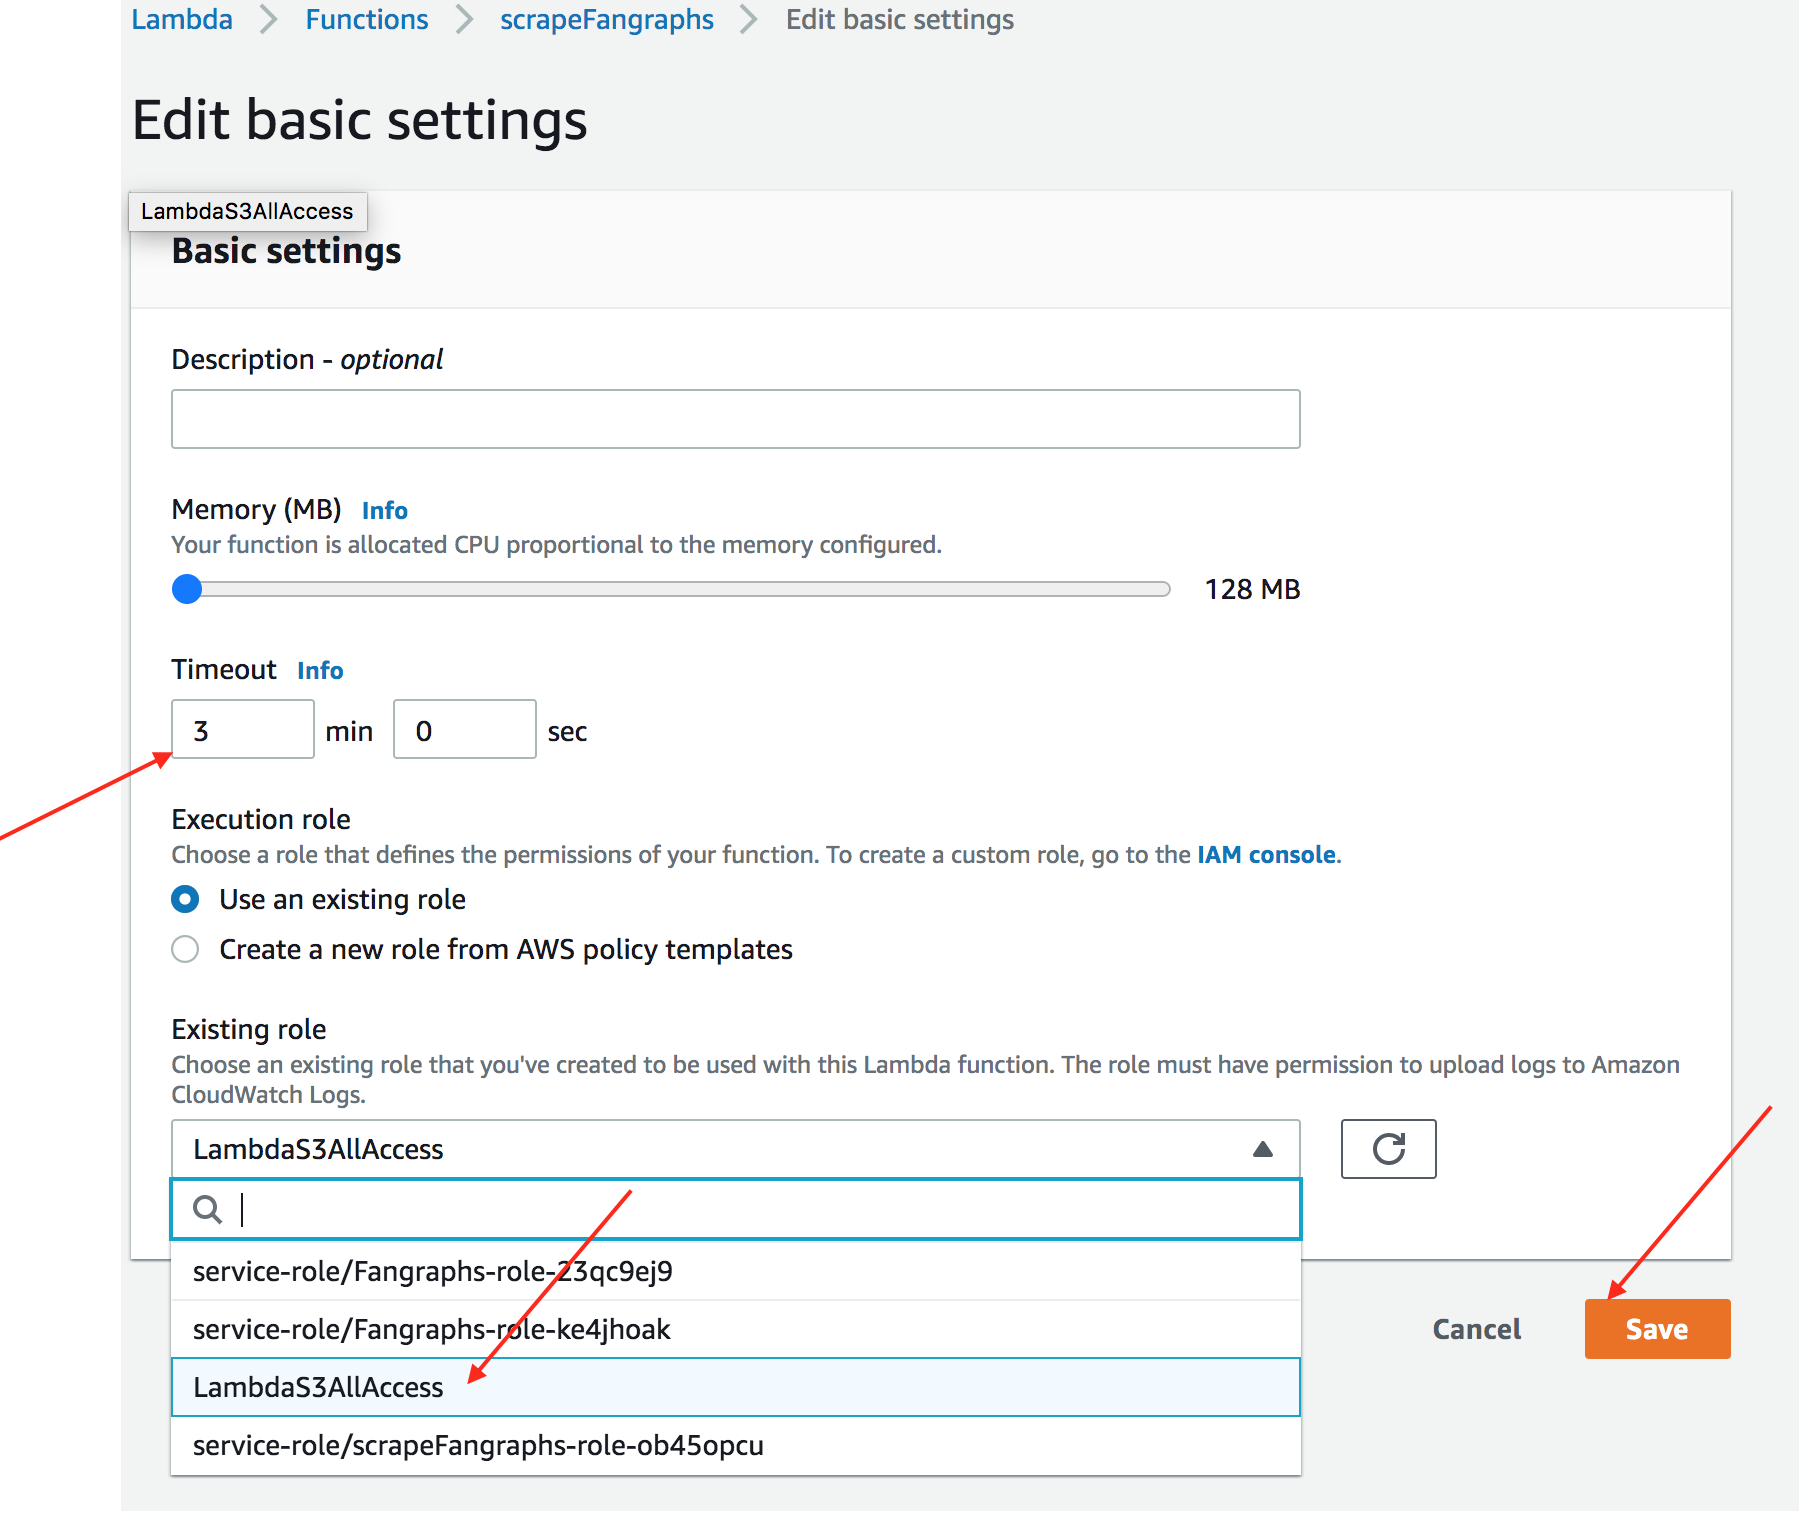 Lambda Functions scrapeFangraphs Edit basic settings
Edit basic settings
LambdaS3AllAccess
Basic settings
Description - optional
Memory (MB) Info
Your function is allocated CPU proportional to the memory configured.
128 MB
Timeout Info
3 min 0 sec
Execution role
Choose a role that defines the permissions of your function. To create a custom role, go to the IAM console.
Use an existing role
Create a new role from AWS policy templates
Existing role
Choose an existing role that you've created to be used with this Lambda function. The role must have permission to upload logs to Amazon
CloudWatch Logs.
LambdaS3AllAccess
service-role/Fangraphs-role-23qc9ej9
service-role/Fangraphs-role-ke4jhoak
Cancel Save
LambdaS3AllAccess
service-role/scrapeFangraphs-role-ob45opcu